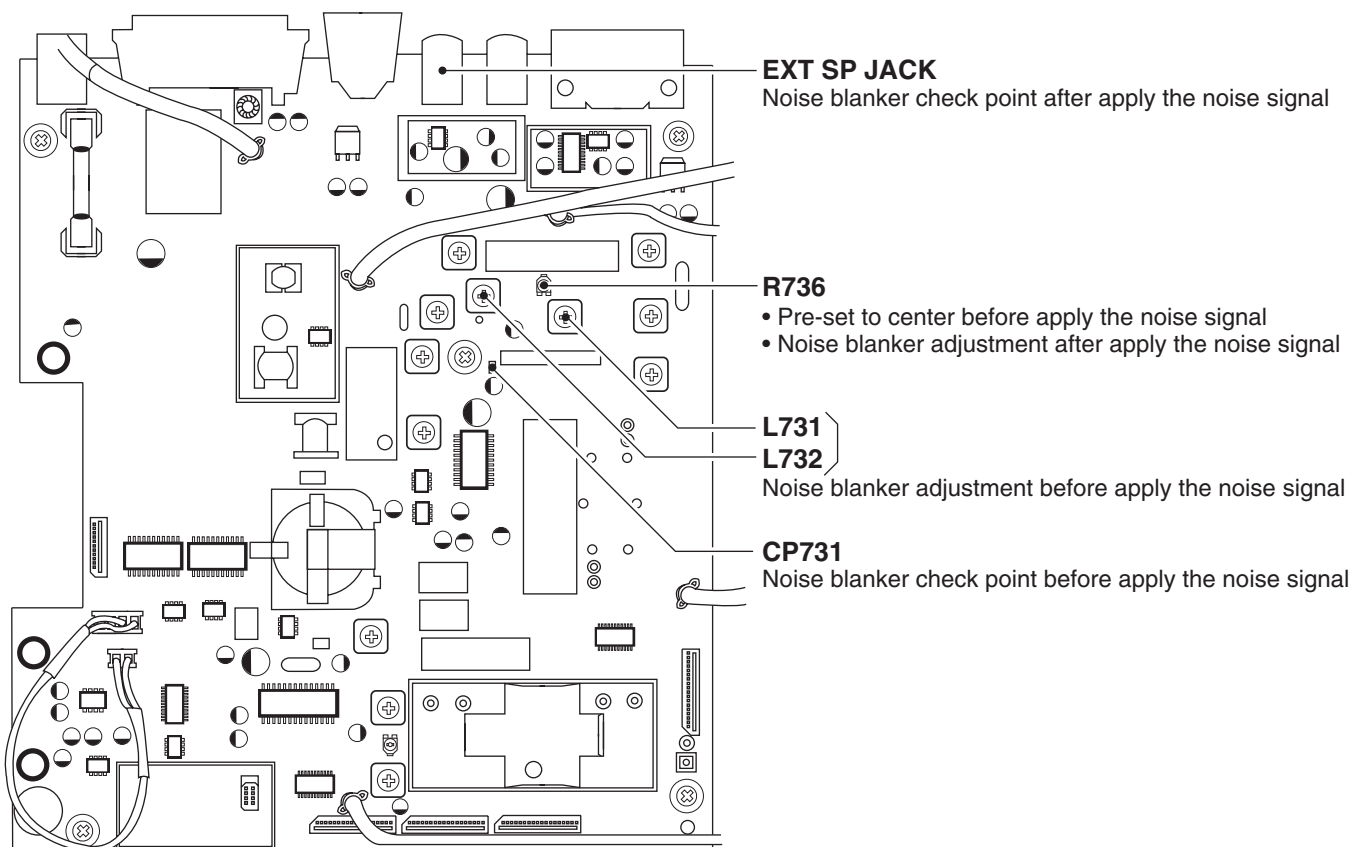 EXT SP JACK
Noise blanker check point after apply the noise signal
R736
• Pre-set to center before apply the noise signal
• Noise blanker adjustment after apply the noise signal
L731
L732
Noise blanker adjustment before apply the noise signal
CP731
Noise blanker check point before apply the noise signal